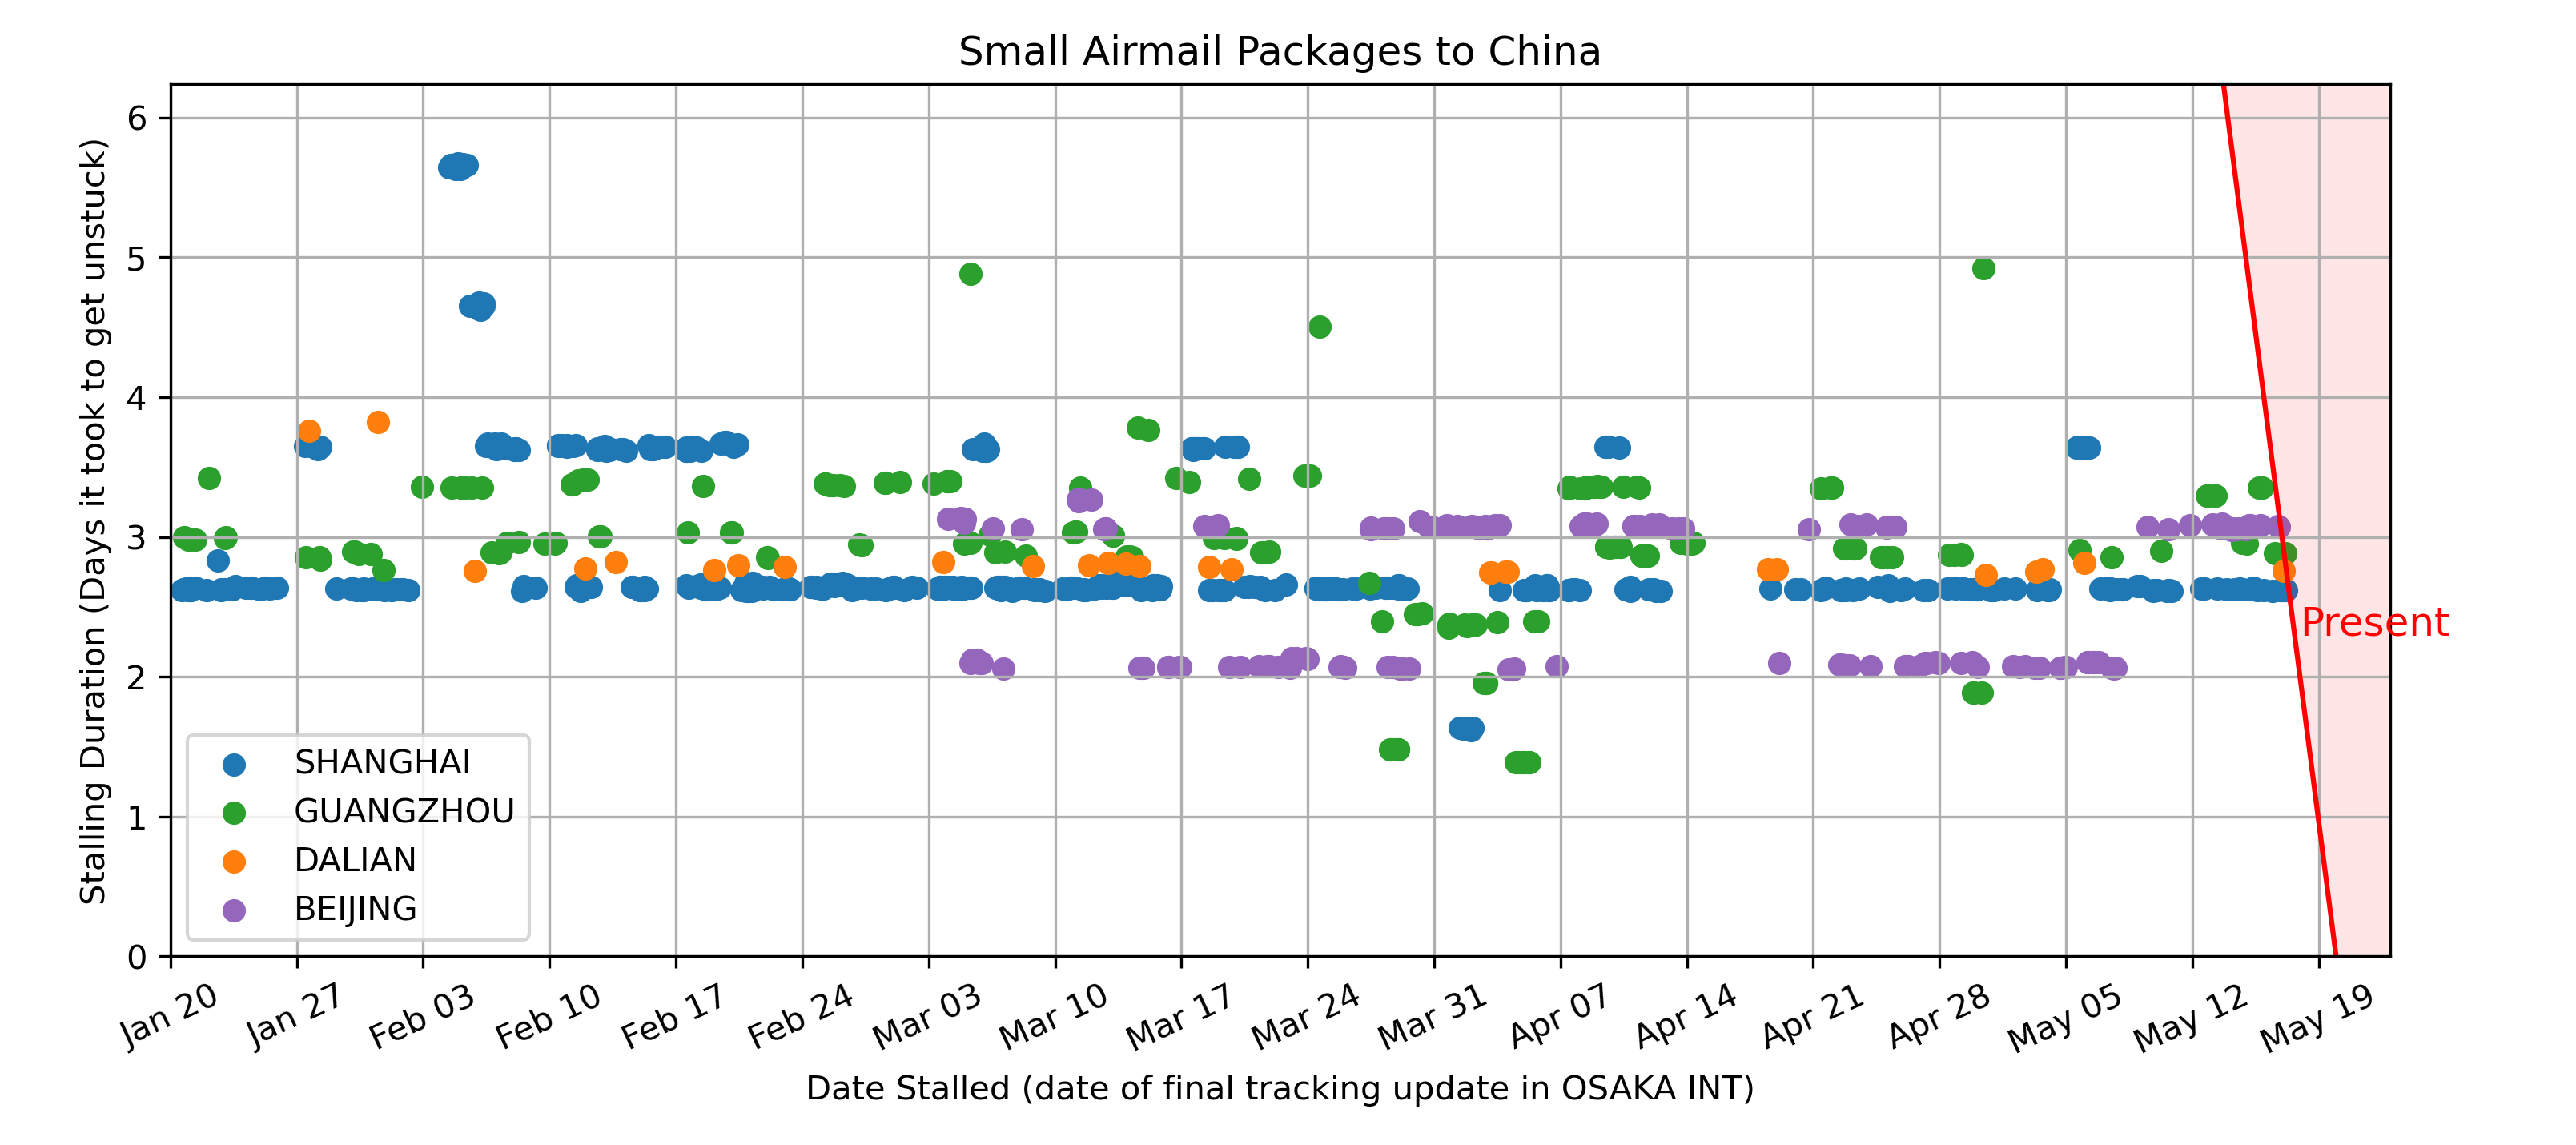 Small Airmail Packages to China
Stalling Duration (Days it took to get unstuck)
6
5
4
3
2
1
0
Present
SHANGHAI
GUANGZHOU
DALIAN
BEIJING
Jan 20
Jan 27
Feb 03
Feb 10
Feb 17
Feb 24
Mar 03
Mar 10
Mar 17
Mar 24
Mar 31
Apr 07
Apr 14
Apr 21
Apr 28
May 05
May 12
May 19
Date Stalled (date of final tracking update in OSAKA INT)